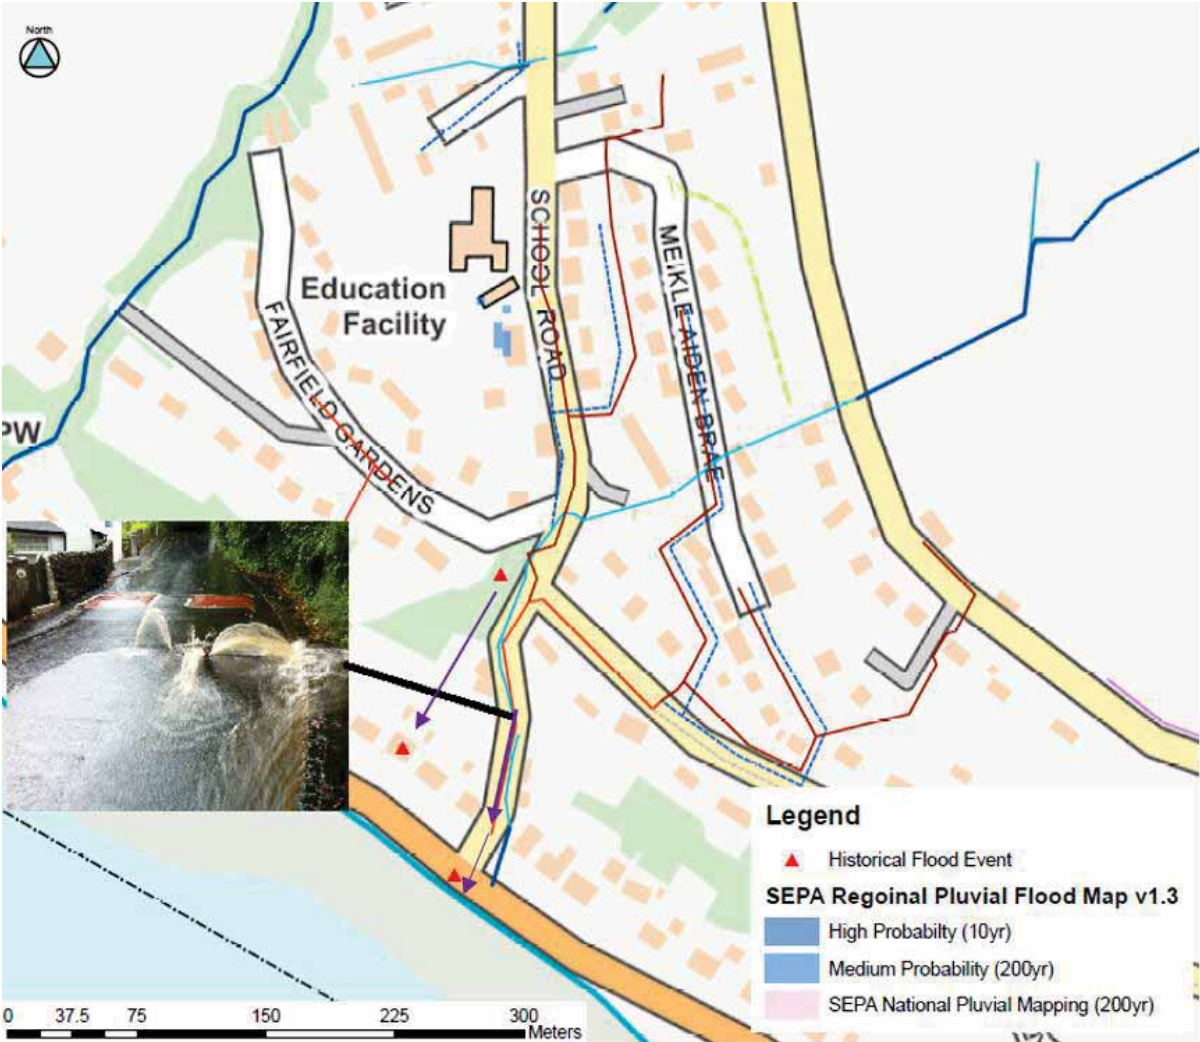 North
SCHOOL ROAD
MEIKLE AIDEN BRAE
Education
Facility
FAIRFIELD GARDENS
PW
Legend
Historical Flood Event
SEPA Regoinal Pluvial Flood Map v1.3
High Probabilty (10yr)
Medium Probability (200yr)
SEPA National Pluvial Mapping (200yr)
0 37.5 75 150 225 300
Meters